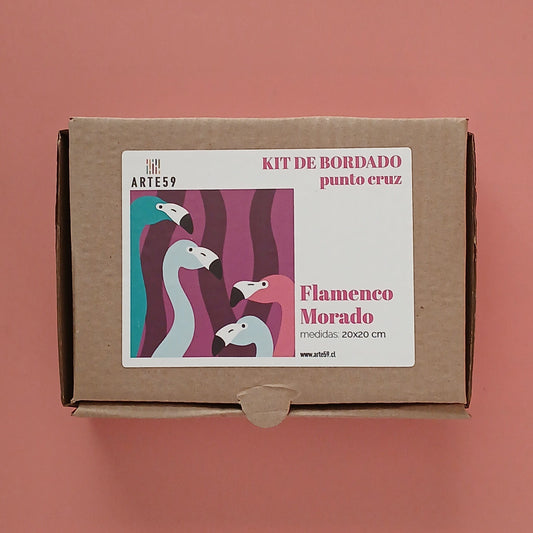 ARTE59
KIT DE BORDADO
punto cruz
Flamenco
Morado
medidas: 20x20 cm
www.arte59.cl